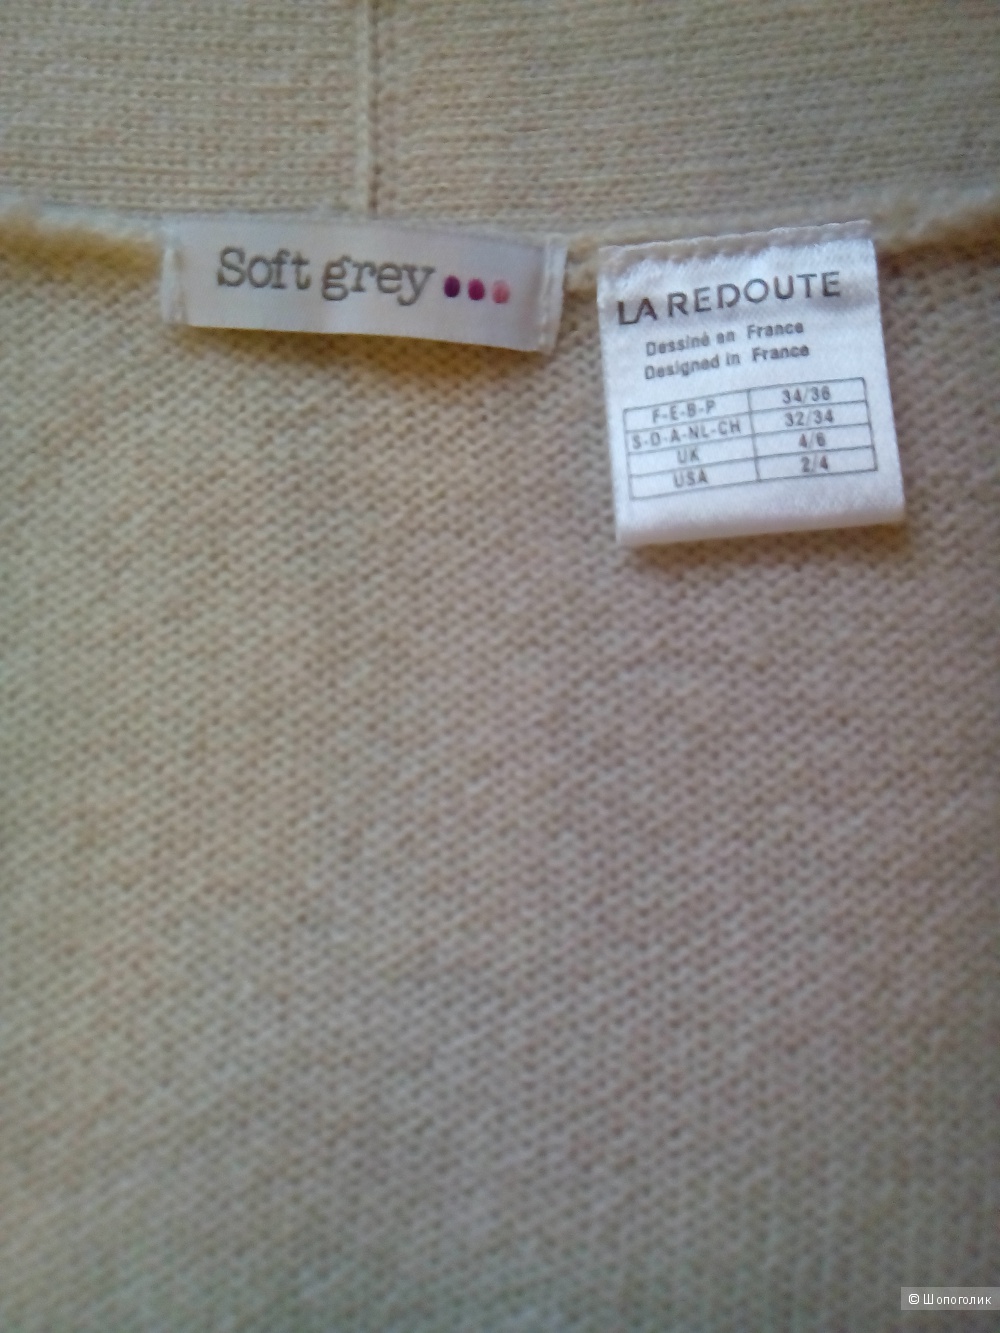 Soft grey
LA REDOUTE
Dessiné en France
Designed in France
F-E-B-P 34/36
S-D-A-NL-CH 32/34
UK 4/6
USA 2/4
© Шопоголик